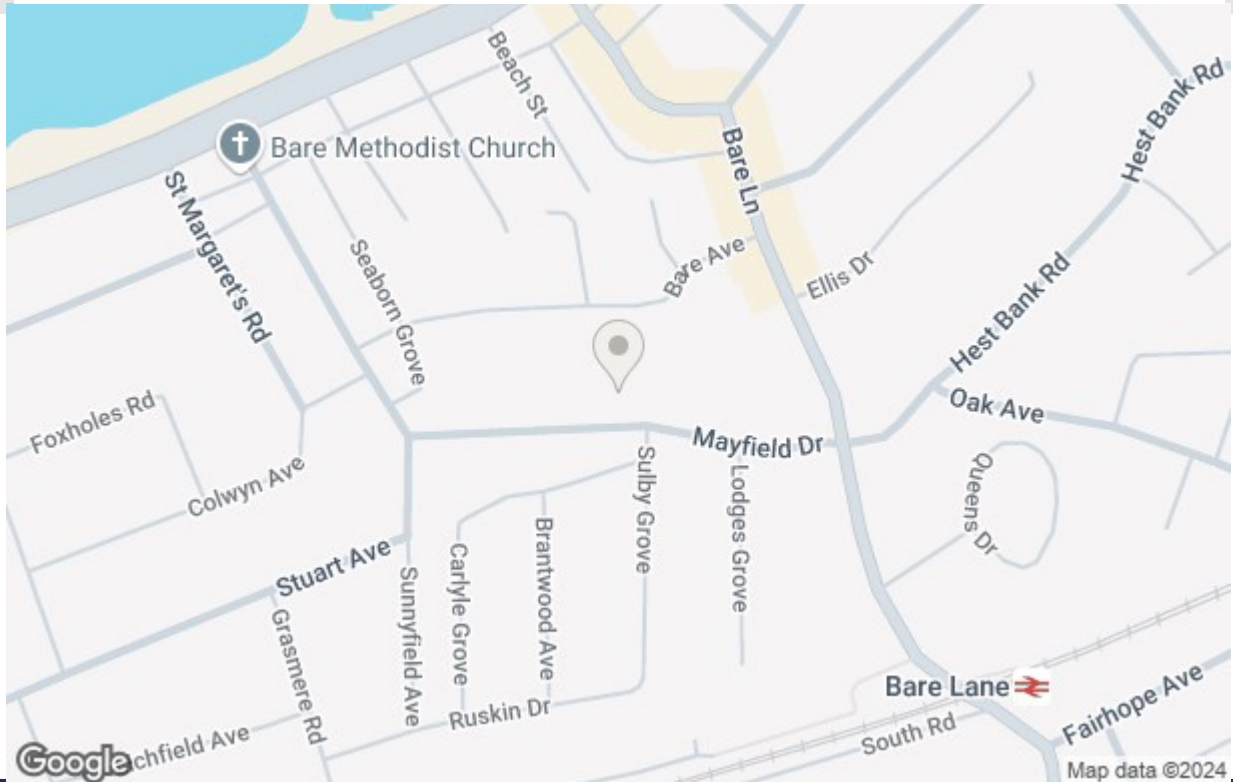 Beach St
Bare Methodist Church
Bare Ln
Hest Bank Rd
St Margaret's Rd
Seaborn Grove
Bare Ave
Ellis Dr
Hest Bank Rd
Foxholes Rd
Oak Ave
Mayfield Dr
Colwyn Ave
Sulby Grove
Lodges Grove
Queens Dr
Stuart Ave
Sunnyfield Ave
Carlyle Grove
Brantwood Ave
Grasmere Rd
Ruskin Dr
Bare Lane
Fairhope Ave
South Rd
chfield Ave
Google
Map data ©2024